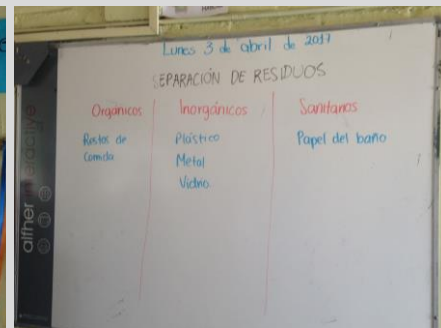 Lunes 3 de abril de 2017
SEPARACIÓN DE RESIDUOS
Orgánicos Inorgánicos Sanitarios
Restos de Comida
Plástico
Metal
Vidrio
Papel del baño
alfher interactive